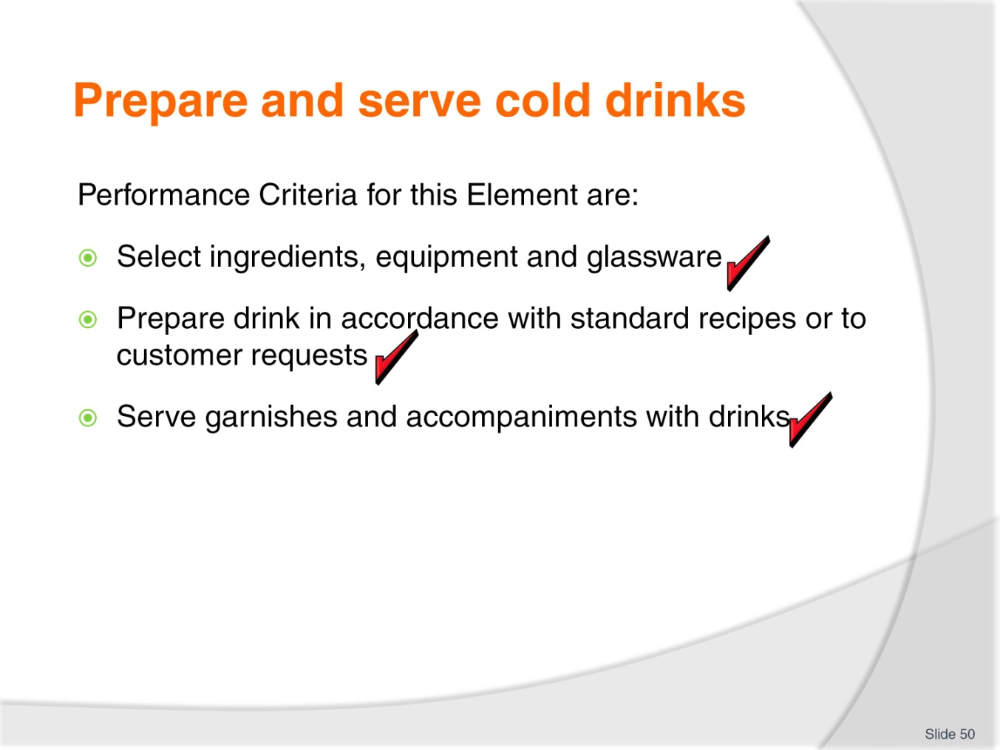 Prepare and serve cold drinks
Performance Criteria for this Element are:
Select ingredients, equipment and glassware
Prepare drink in accordance with standard recipes or to
customer requests
Serve garnishes and accompaniments with drinks
Slide 50